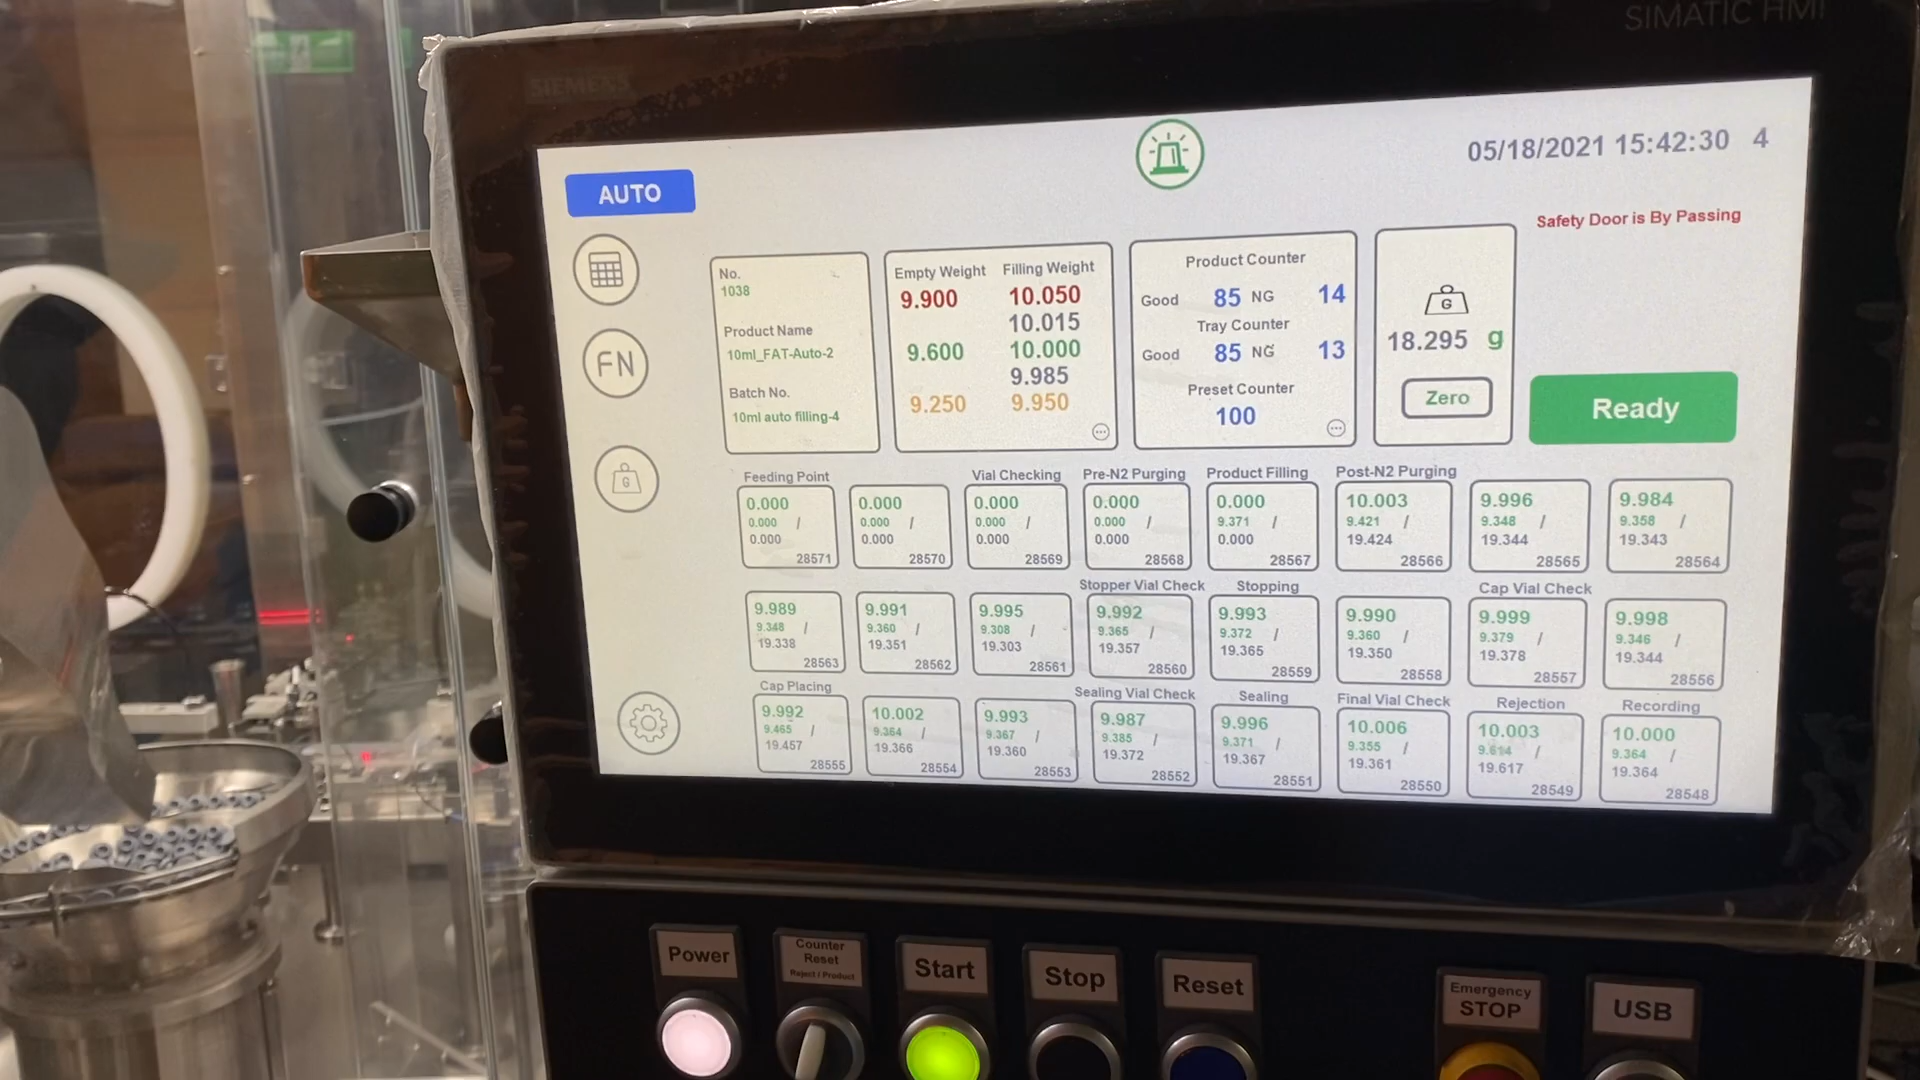 SIEMENS
SIMATIC HMI
AUTO
05/18/2021 15:42:30 4
Safety Door is By Passing
FN
G
No.
1038
Product Name
10ml_FAT-Auto-2
Batch No.
10ml auto filling-4
Empty Weight Filling Weight
9.900 10.050
10.015
9.600 10.000
9.985
9.250 9.950
Product Counter
Good 85 NG 14
Tray Counter
Good 85 NG 13
Preset Counter
100
G
18.295 g
Zero
Ready
Feeding Point Vial Checking Pre-N2 Purging Product Filling Post-N2 Purging
0.000 0.000 0.000 0.000 0.000 10.003 9.996 9.984
0.000 / 0.000 / 0.000 / 0.000 / 9.371 / 9.421 / 9.348 / 9.358 /
0.000 0.000 0.000 0.000 0.000 19.424 19.344 19.343
28571 28570 28569 28568 28567 28566 28565 28564
Stopper Vial Check Stopping Cap Vial Check
9.989 9.991 9.995 9.992 9.993 9.990 9.999 9.998
9.348 / 9.360 / 9.308 / 9.365 / 9.372 / 9.360 / 9.379 / 9.346 /
19.338 19.351 19.303 19.357 19.365 19.350 19.378 19.344
28563 28562 28561 28560 28559 28558 28557 28556
Cap Placing Sealing Vial Check Sealing Final Vial Check Rejection Recording
9.992 10.002 9.993 9.987 9.996 10.006 10.003 10.000
9.465 / 9.364 / 9.367 / 9.385 / 9.371 / 9.355 / 9.614 / 9.364 /
19.457 19.366 19.360 19.372 19.367 19.361 19.617 19.364
28555 28554 28553 28552 28551 28550 28549 28548
Power
Counter
Reset
Reject / Product
Start
Stop
Reset
Emergency
STOP
USB